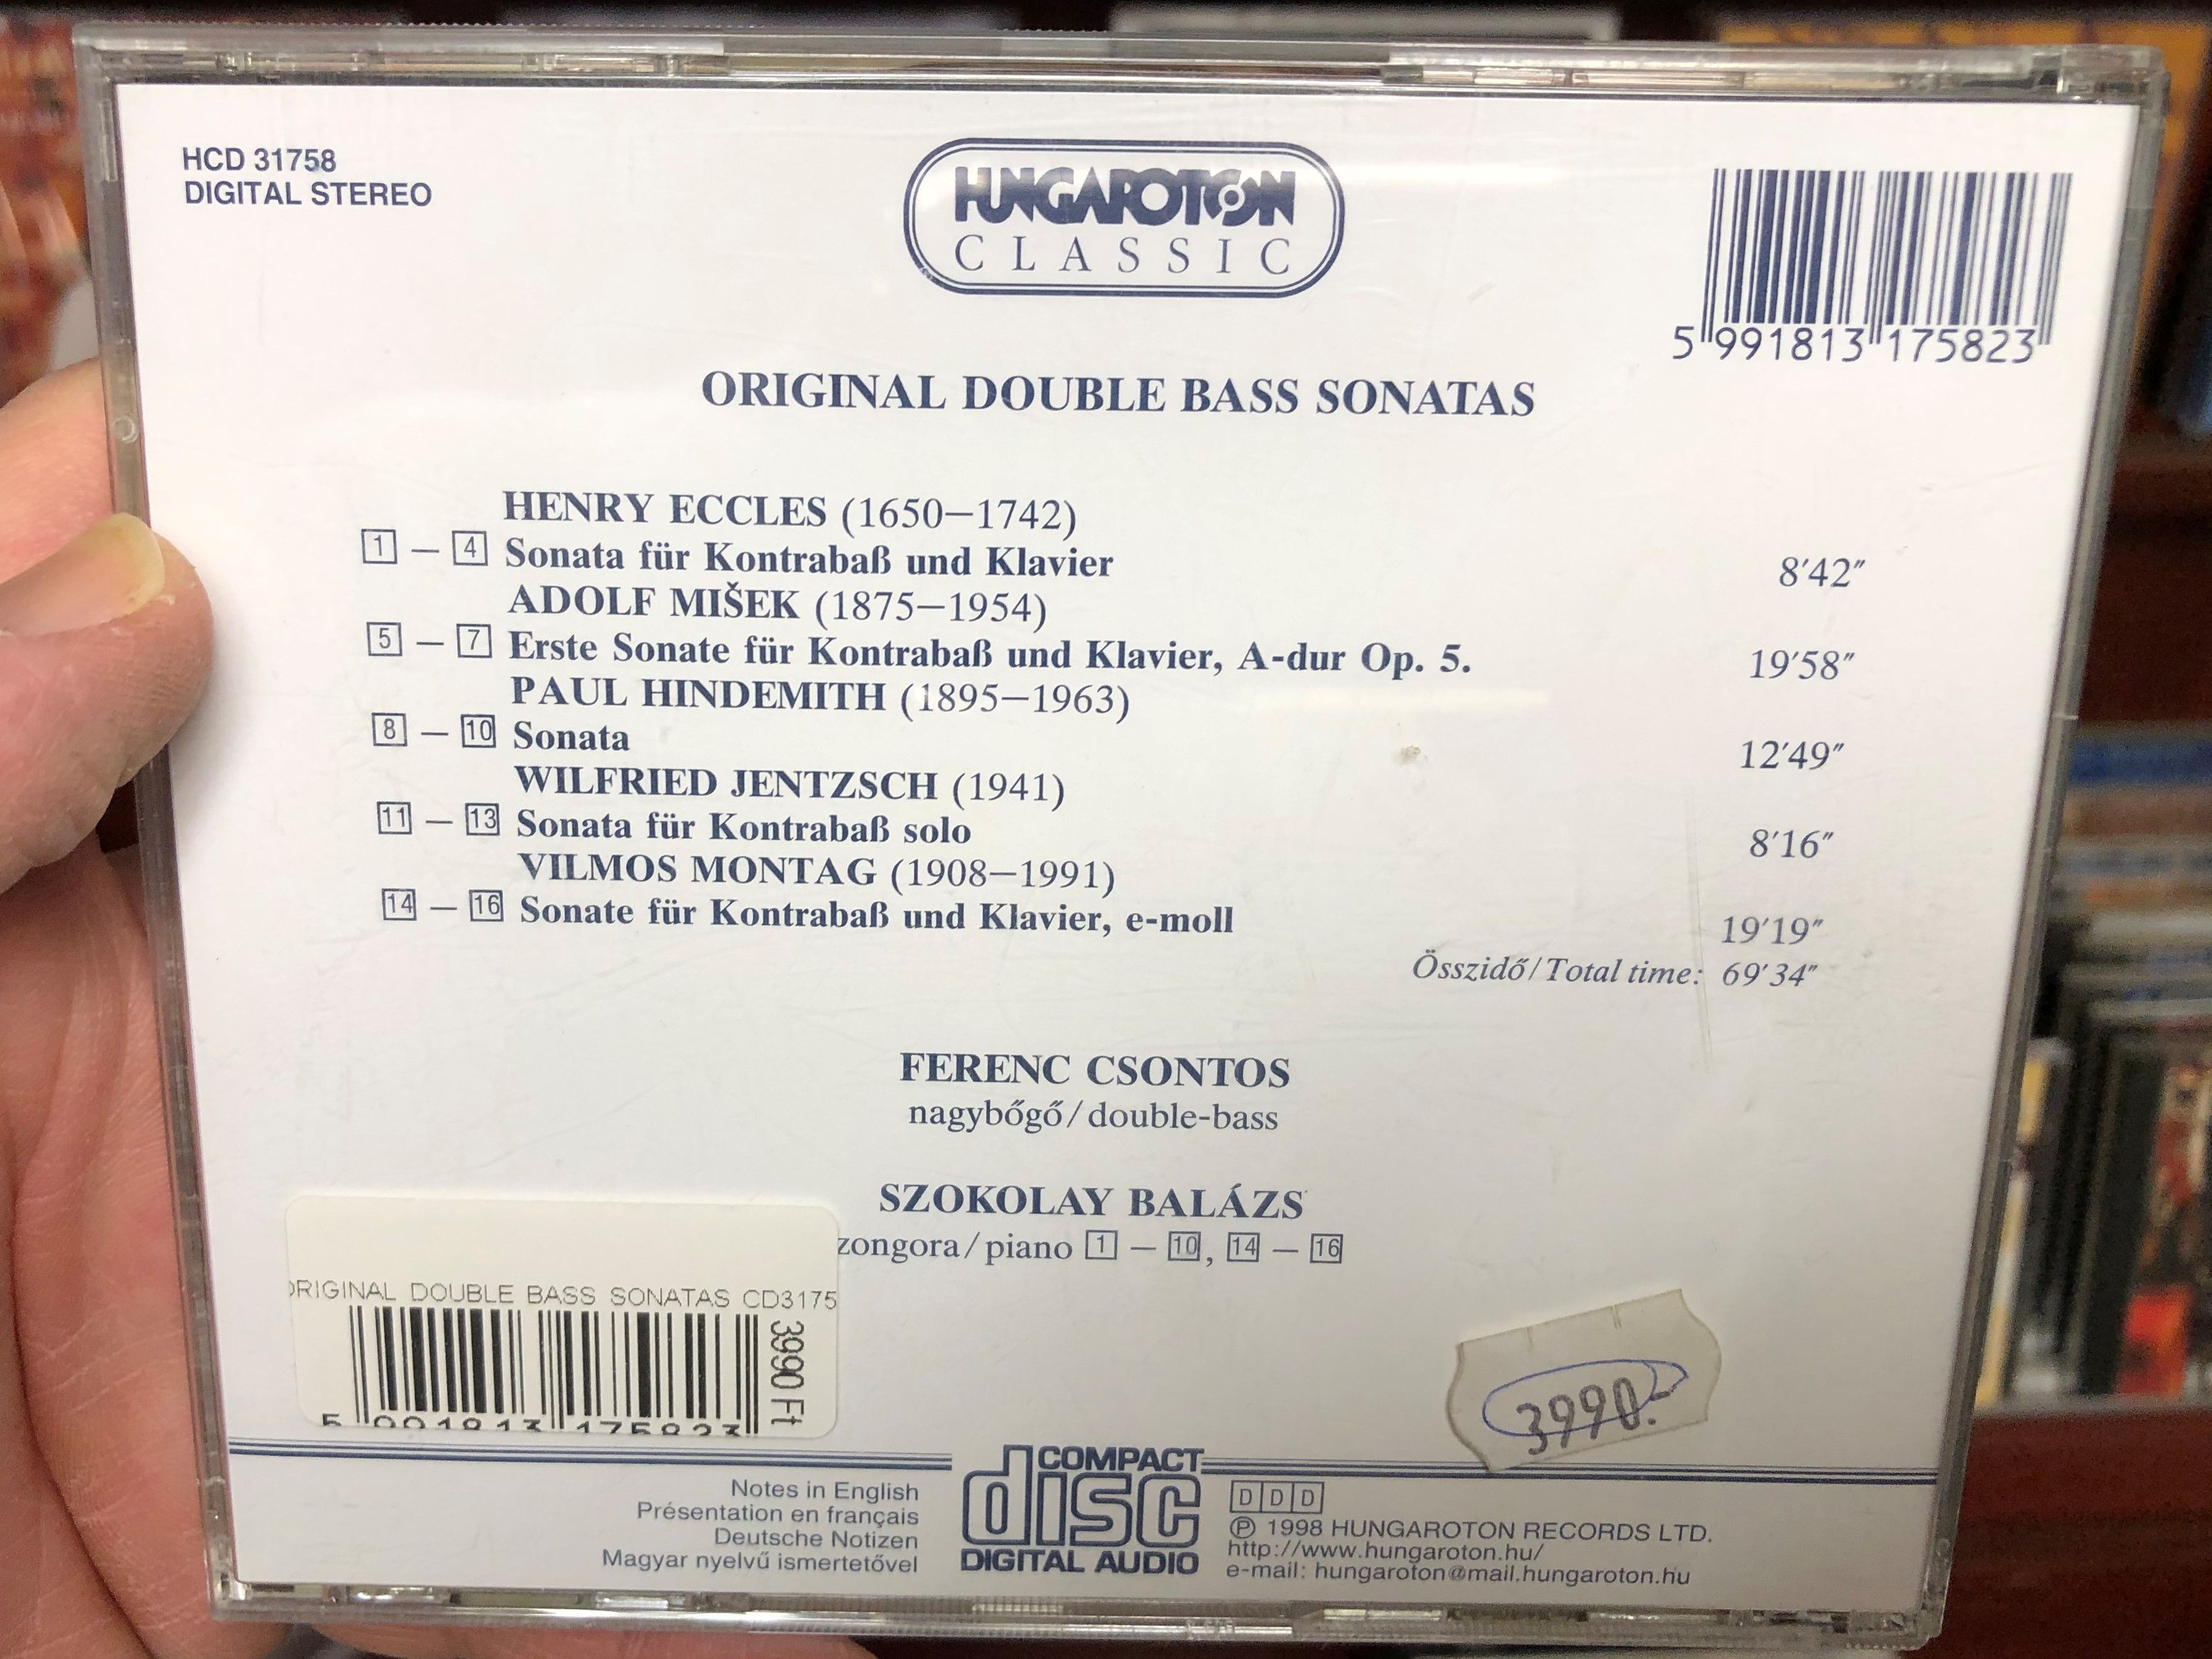 HCD 31758
DIGITAL STEREO
HUNGAROTON
CLASSIC
5 991813 175823
ORIGINAL DOUBLE BASS SONATAS
HENRY ECCLES (1650–1742)
1 – 4 Sonata für Kontrabaß und Klavier 8′42″
ADOLF MIŠEK (1875–1954)
5 – 7 Erste Sonate für Kontrabaß und Klavier, A-dur Op. 5. 19′58″
PAUL HINDEMITH (1895–1963)
8 – 10 Sonata 12′49″
WILFRIED JENTZSCH (1941)
11 – 13 Sonata für Kontrabaß solo 8′16″
VILMOS MONTAG (1908–1991)
14 – 16 Sonate für Kontrabaß und Klavier, e-moll 19′19″
Összidő/Total time: 69′34″
FERENC CSONTOS
nagybőgő/double-bass
SZOKOLAY BALÁZS
zongora/piano 1 – 10, 14 – 16
ORIGINAL DOUBLE BASS SONATAS CD3175
3990 Ft
5 991813 175823
3990.-
Notes in English
Présentation en français
Deutsche Notizen
Magyar nyelvű ismertetővel
COMPACT
disc
DIGITAL AUDIO
DDD
Ⓟ 1998 HUNGAROTON RECORDS LTD.
http://www.hungaroton.hu/
e-mail: hungaroton@mail.hungaroton.hu